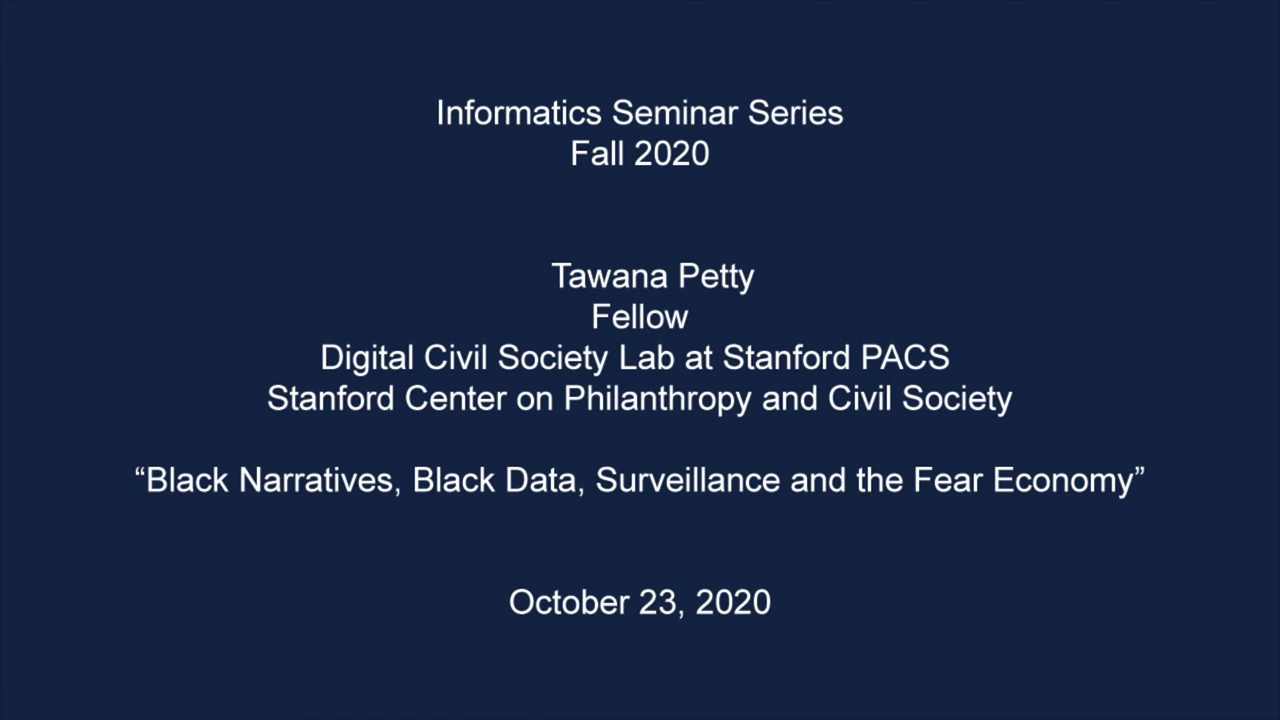 Informatics Seminar Series
Fall 2020
Tawana Petty
Fellow
Digital Civil Society Lab at Stanford PACS
Stanford Center on Philanthropy and Civil Society
“Black Narratives, Black Data, Surveillance and the Fear Economy”
October 23, 2020